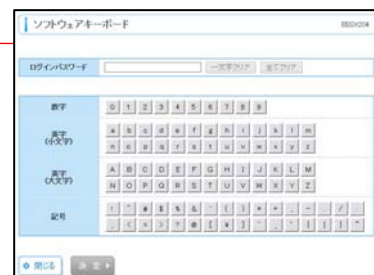 ソフトウェアキーボード
BSSK204
ログインパスワード
一文字クリア 全てクリア
数字
0 1 2 3 4 5 6 7 8 9
英字
(小文字)
a b c d e f g h i j k l m
n o p q r s t u v w x y z
英字
(大文字)
A B C D E F G H I J K L M
N O P Q R S T U V W X Y Z
記号
! " # $ % & ' ( ) * + , - . / :
; < = > ? @ [ ¥ ] ^ _ ` { | } ~
閉じる 決 定